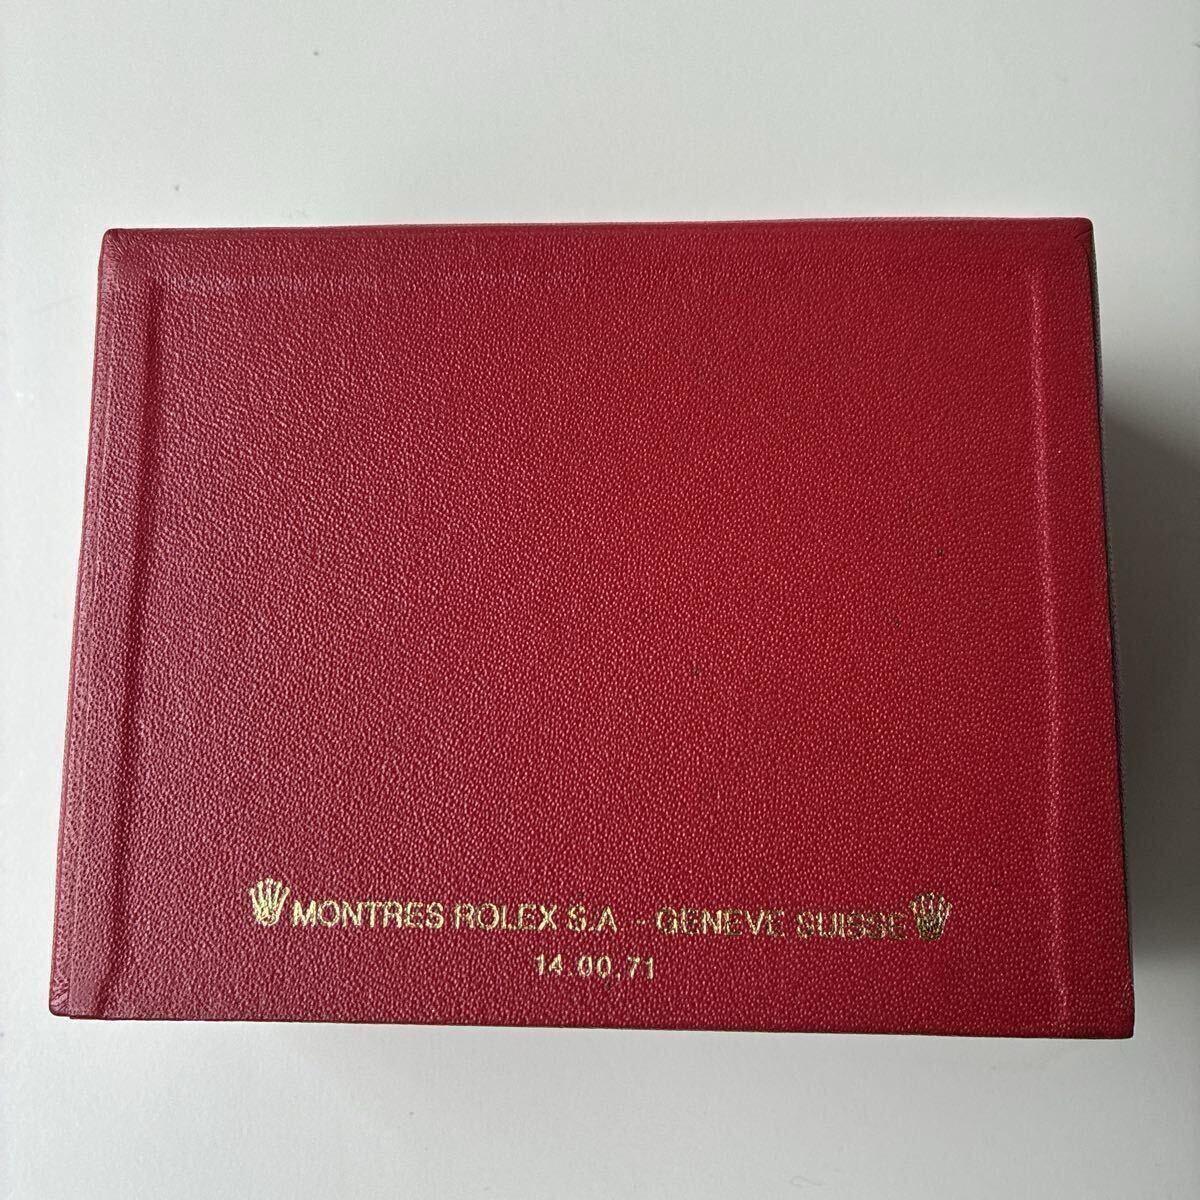 MONTRES ROLEX S.A - GENEVE SUISSE
14.00.71